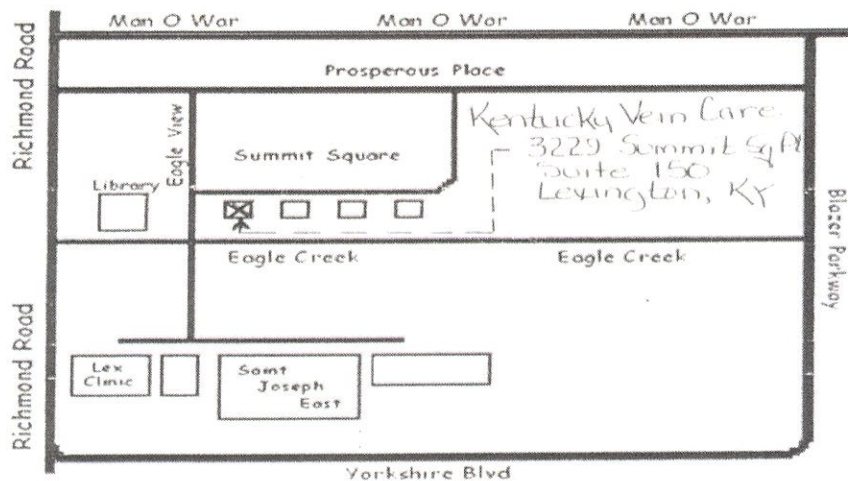 Man O War Man O War Man O War
Richmond Road
Prosperous Place
Eagle View
Kentucky Vein Care
3229 Summit Sq Pl
Suite 150
Lexington, KY
Summit Square
Library
Blazer Parkway
Eagle Creek Eagle Creek
Richmond Road
Lex
Clinic
Saint
Joseph
East
Yorkshire Blvd